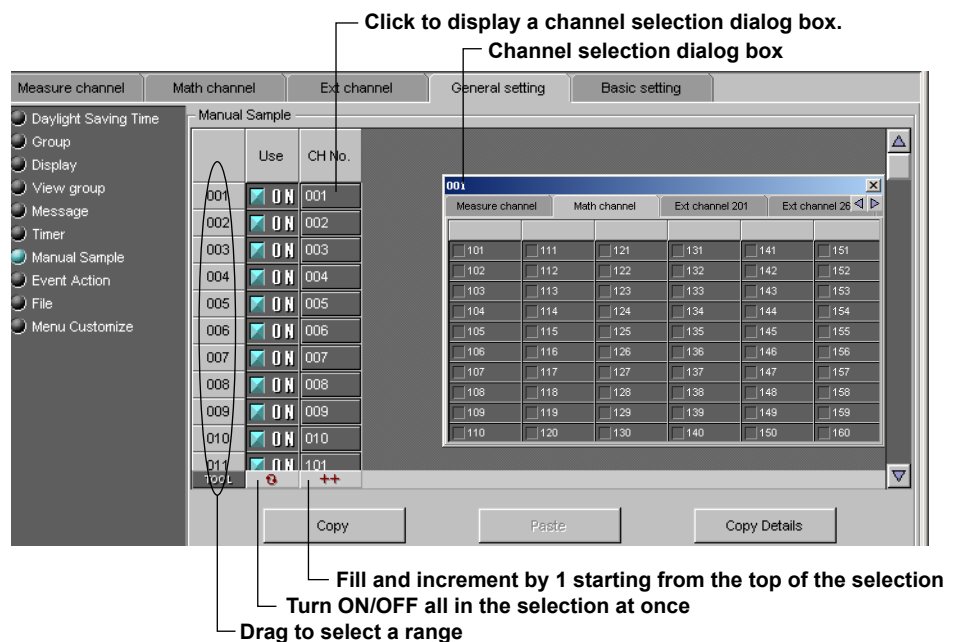 Click to display a channel selection dialog box.
Channel selection dialog box
Measure channel Math channel Ext channel General setting Basic setting
Daylight Saving Time
Group
Display
View group
Message
Timer
Manual Sample
Event Action
File
Menu Customize
Manual Sample
Use CH No.
001 ON 001
002 ON 002
003 ON 003
004 ON 004
005 ON 005
006 ON 006
007 ON 007
008 ON 008
009 ON 009
010 ON 010
011 ON 101
TOOL ++
001
Measure channel Math channel Ext channel 201 Ext channel 26
101 111 121 131 141 151
102 112 122 132 142 152
103 113 123 133 143 153
104 114 124 134 144 154
105 115 125 135 145 155
106 116 126 136 146 156
107 117 127 137 147 157
108 118 128 138 148 158
109 119 129 139 149 159
110 120 130 140 150 160
Copy Paste Copy Details
Fill and increment by 1 starting from the top of the selection
Turn ON/OFF all in the selection at once
Drag to select a range